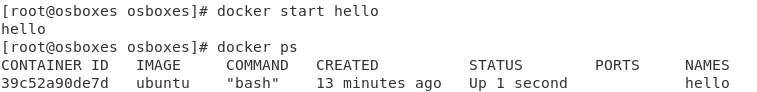 [root@osboxes osboxes]# docker start hello
hello
[root@osboxes osboxes]# docker ps
CONTAINER ID   IMAGE     COMMAND   CREATED          STATUS        PORTS     NAMES
39c52a90de7d   ubuntu    "bash"    13 minutes ago   Up 1 second             hello